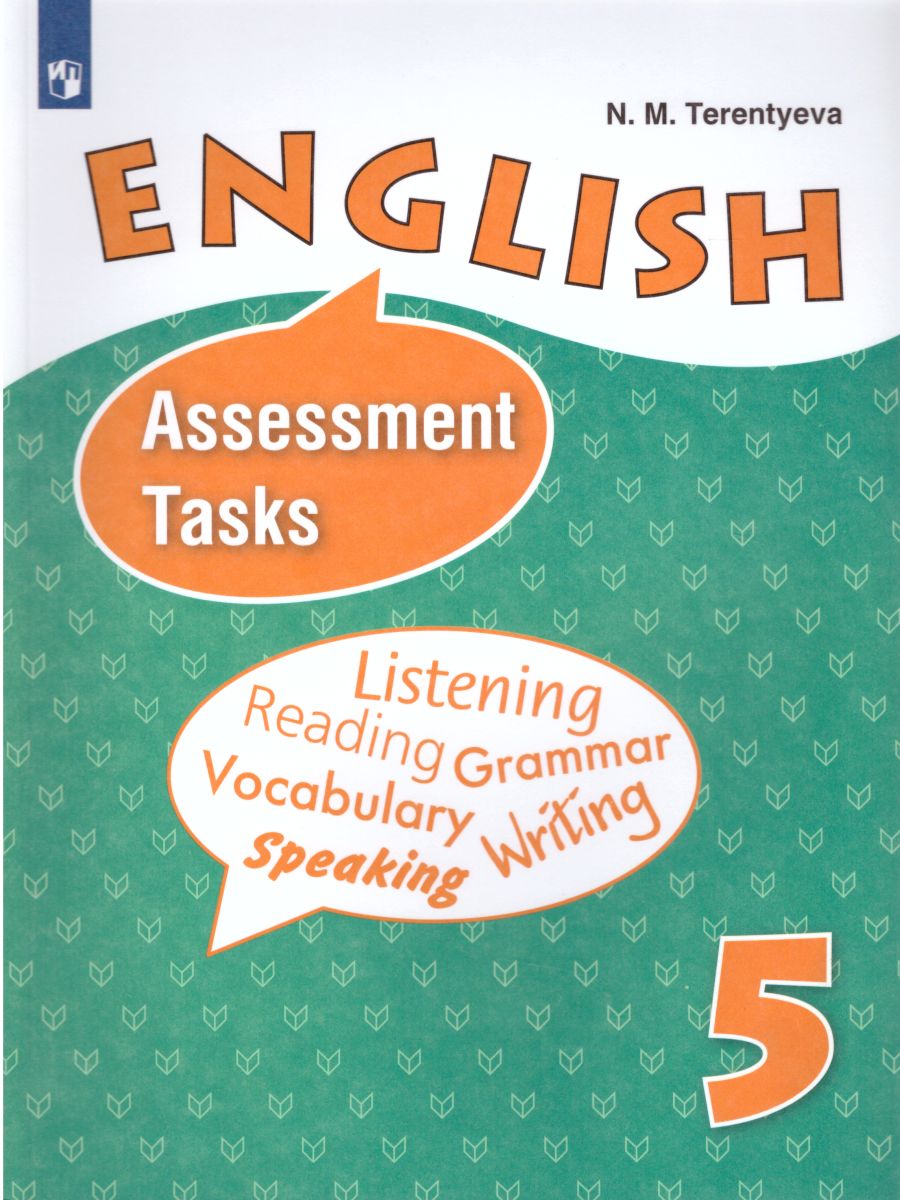 N. M. Terentyeva
ENGLISH
Assessment
Tasks
Listening
Reading Grammar
Vocabulary Writing
Speaking
5